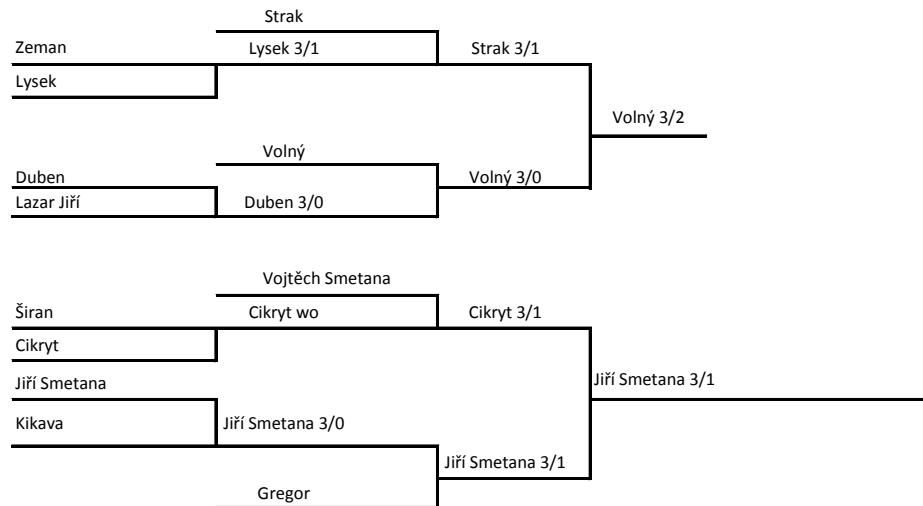 Strak
Zeman
Lysek 3/1
Strak 3/1
Lysek
Volný 3/2
Volný
Duben
Volný 3/0
Lazar Jiří
Duben 3/0
Vojtěch Smetana
Širan
Cikryt wo
Cikryt 3/1
Cikryt
Jiří Smetana
Jiří Smetana 3/1
Kikava
Jiří Smetana 3/0
Jiří Smetana 3/1
Gregor